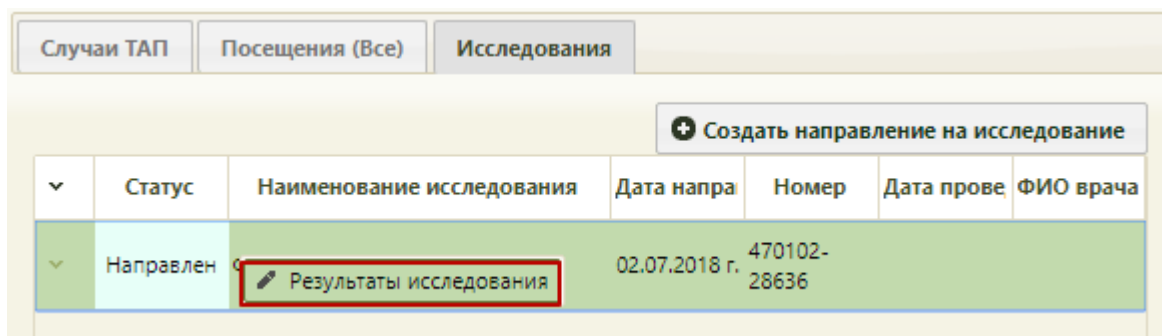 Случаи ТАП Посещения (Все) Исследования
Создать направление на исследование
Статус Наименование исследования Дата напра Номер Дата прове ФИО врача
Направлен 02.07.2018 г. 470102-
28636
Результаты исследования